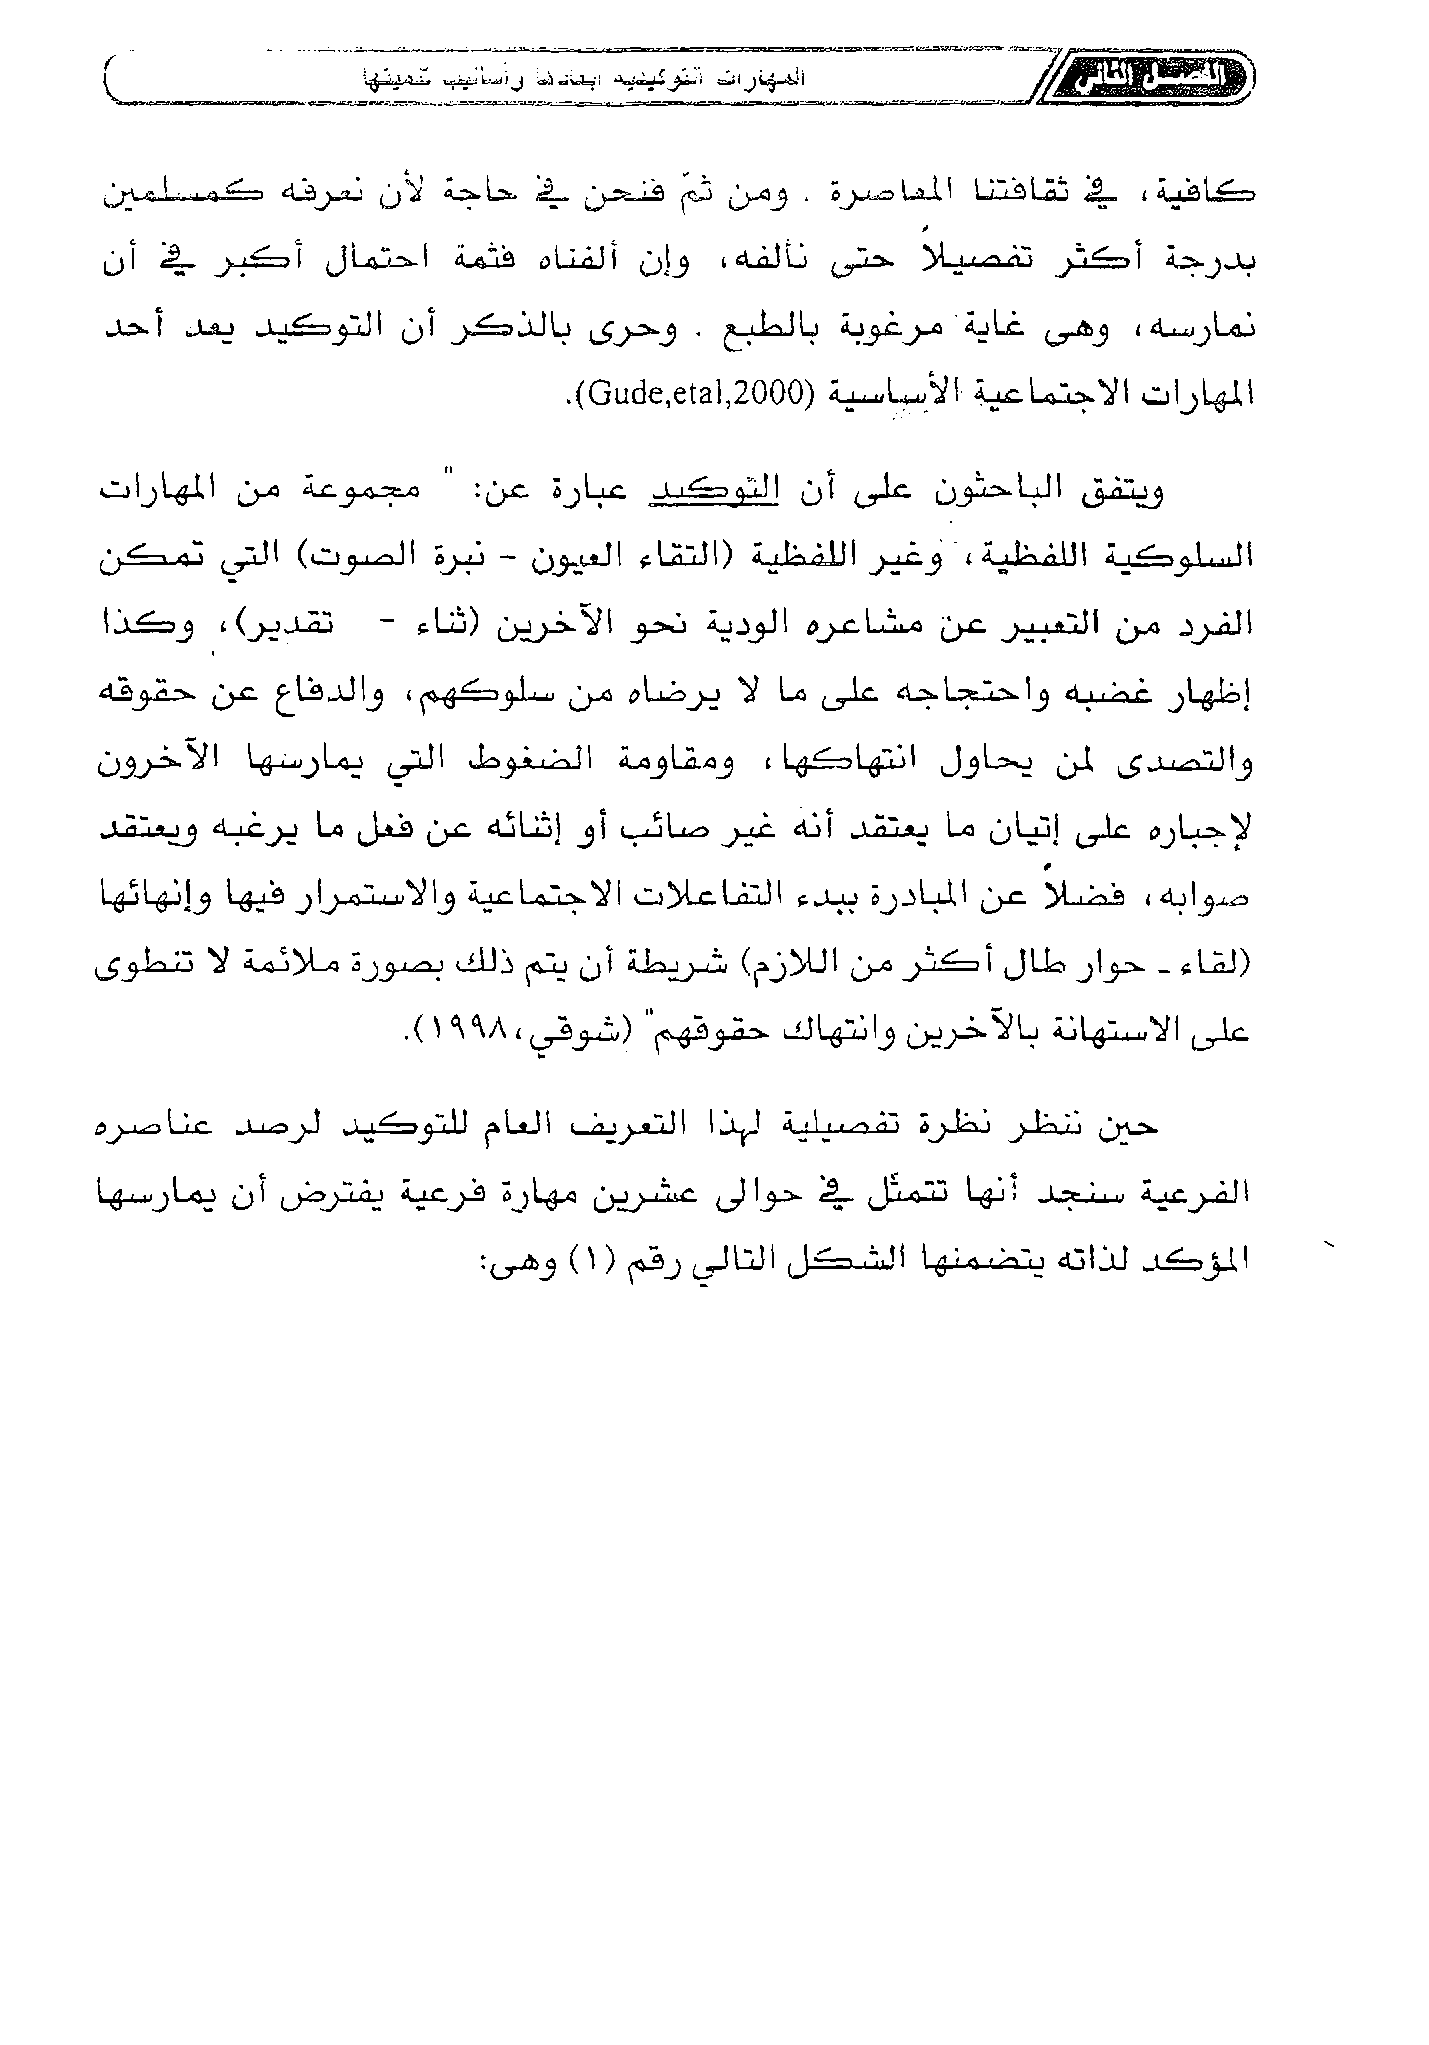 الفصل الثاني
المهارات التوكيدية أبعادها وأساليب تنميتها
كافية، في ثقافتنا المعاصرة . ومن ثمّ فنحن في حاجة لأن نعرفه كمسلمين
بدرجة أكثر تفصيلاً حتى نألفه، وإن ألفناه فثمة احتمال أكبر في أن
نمارسه، وهى غاية مرغوبة بالطبع . وحرى بالذكر أن التوكيد يعد أحد
المهارات الاجتماعية الأساسية (Gude,etal,2000).
ويتفق الباحثون على أن التوكيد عبارة عن: " مجموعة من المهارات
السلوكية اللفظية، وغير اللفظية (التقاء العيون - نبرة الصوت) التي تمكن
الفرد من التعبير عن مشاعره الودية نحو الآخرين (ثناء - تقدير)، وكذا
إظهار غضبه واحتجاجه على ما لا يرضاه من سلوكهم، والدفاع عن حقوقه
والتصدى لمن يحاول انتهاكها، ومقاومة الضغوط التي يمارسها الآخرون
لإجباره على إتيان ما يعتقد أنه غير صائب أو إثنائه عن فعل ما يرغبه ويعتقد
صوابه، فضلاً عن المبادرة ببدء التفاعلات الاجتماعية والاستمرار فيها وإنهائها
(لقاء - حوار طال أكثر من اللازم) شريطة أن يتم ذلك بصورة ملائمة لا تنطوى
على الاستهانة بالآخرين وانتهاك حقوقهم" (شوقي، ١٩٩٨).
حين ننظر نظرة تفصيلية لهذا التعريف العام للتوكيد لرصد عناصره
الفرعية سنجد أنها تتمثّل في حوالى عشرين مهارة فرعية يفترض أن يمارسها
المؤكد لذاته يتضمنها الشكل التالي رقم (١) وهى: